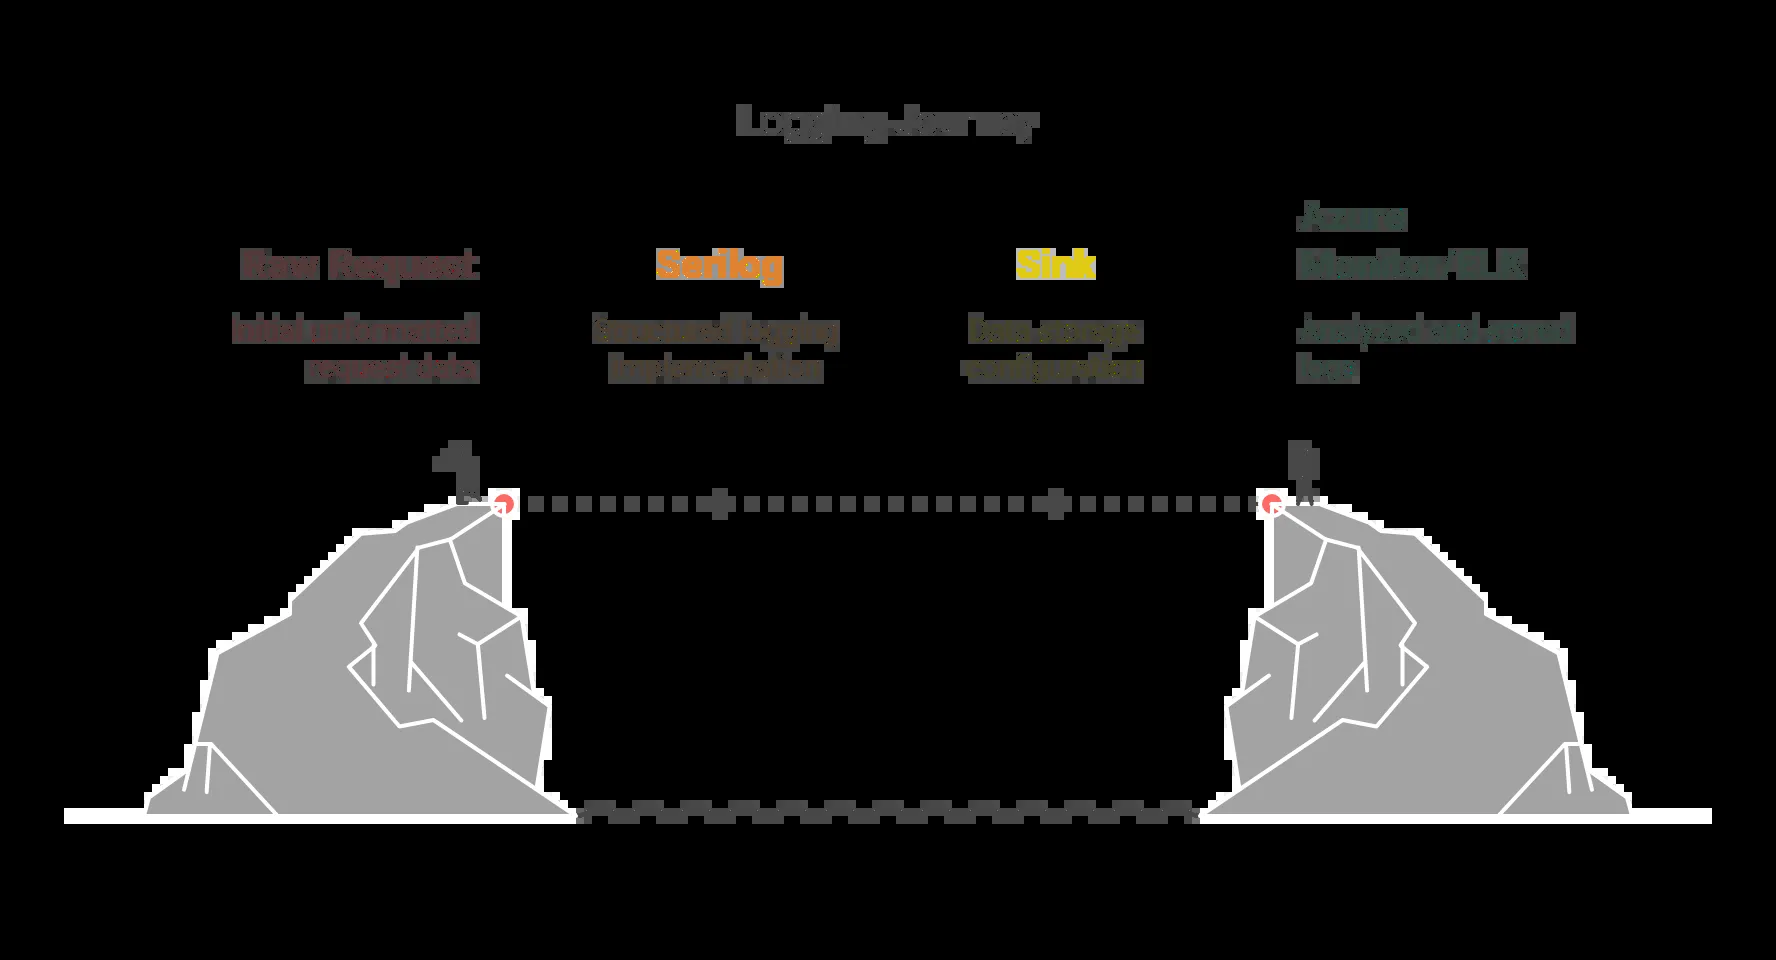 Logging Journey
Raw Request
Serilog
Sink
Azure
Monitor/ELK
Initial unformatted
request data
Structured logging
implementation
Data storage
configuration
Analyzed and stored
logs